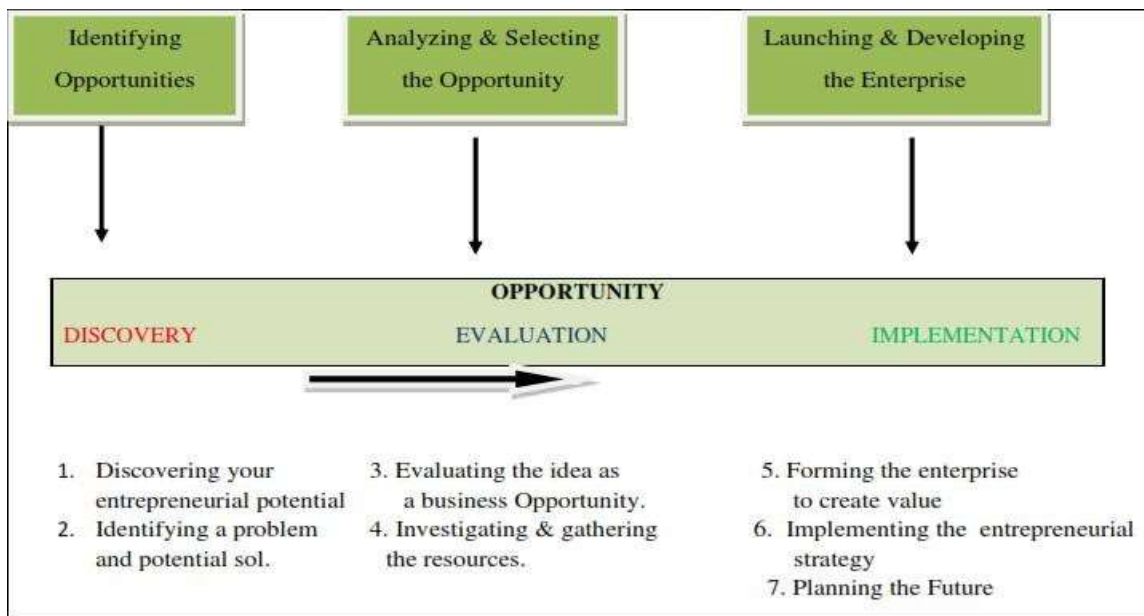 Identifying
Opportunities
Analyzing & Selecting
the Opportunity
Launching & Developing
the Enterprise
OPPORTUNITY
DISCOVERY
EVALUATION
IMPLEMENTATION
1. Discovering your
entrepreneurial potential
2. Identifying a problem
and potential sol.
3. Evaluating the idea as
a business Opportunity.
4. Investigating & gathering
the resources.
5. Forming the enterprise
to create value
6. Implementing the entrepreneurial
strategy
7. Planning the Future